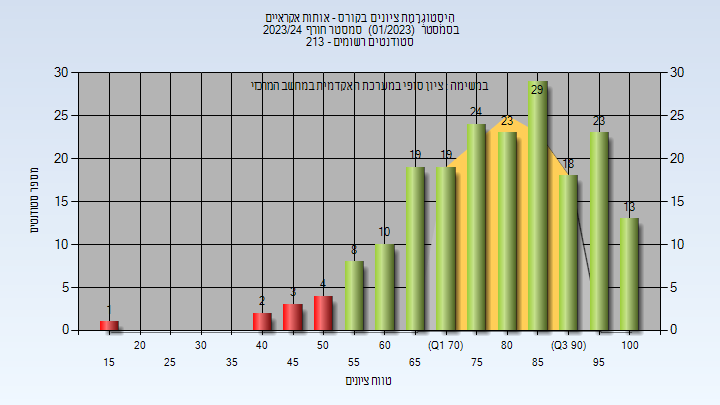 הִיסְטוֹגְרַמַת ציונים בקורס - אותות אקראיים
בסמסטר (01/2023) סמסטר חורף 2023/24
סטודנטים רשומים - 213
במשימה : ציון סופי במערכת האקדמית במחשב המרכזי
30 30
25 25
20 20
15 15
10 10
5 5
0 0
מספר סטודנטים
1 2 3 4 8 10 19 19 24 23 29 18 23 13
20 30 40 50 60 (Q1 70) 80 (Q3 90) 100
15 25 35 45 55 65 75 85 95
טווח ציונים